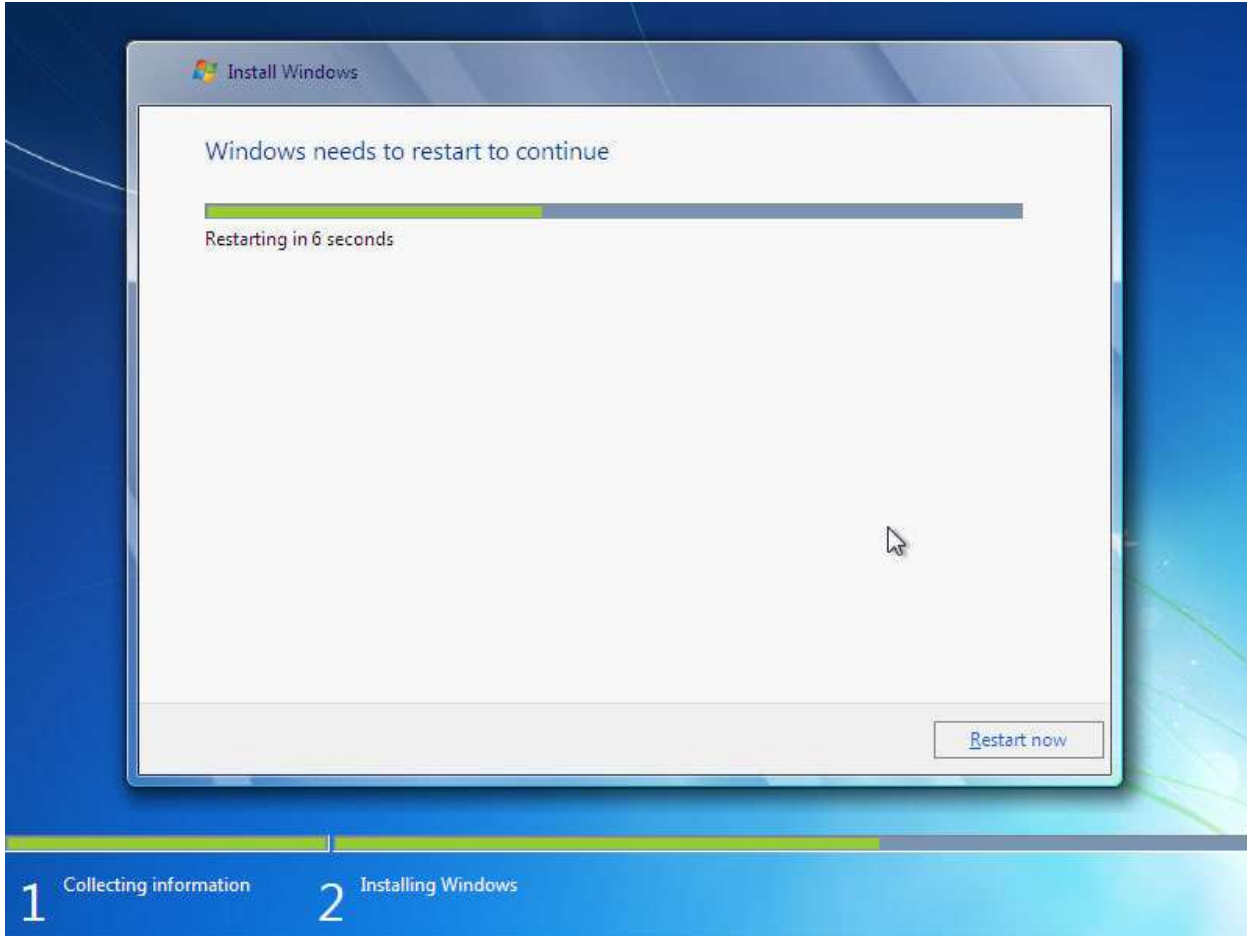 Install Windows
Windows needs to restart to continue
Restarting in 6 seconds
Restart now
1 Collecting information 2 Installing Windows